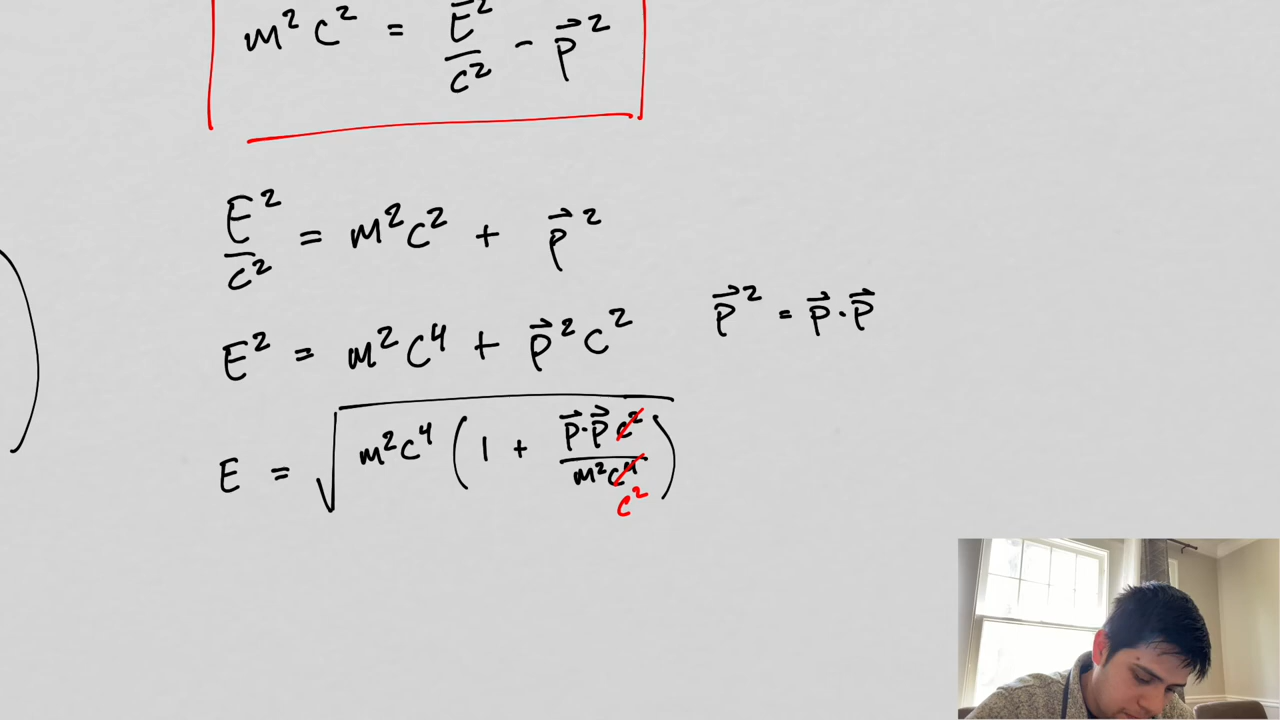 m²c² = E²/c² - p⃗²
E²/c² = m²c² + p⃗²
E² = m²c⁴ + p⃗²c²
p⃗² = p⃗·p⃗
E = √(m²c⁴(1 + p⃗·p⃗c²/m²c⁴))
c²